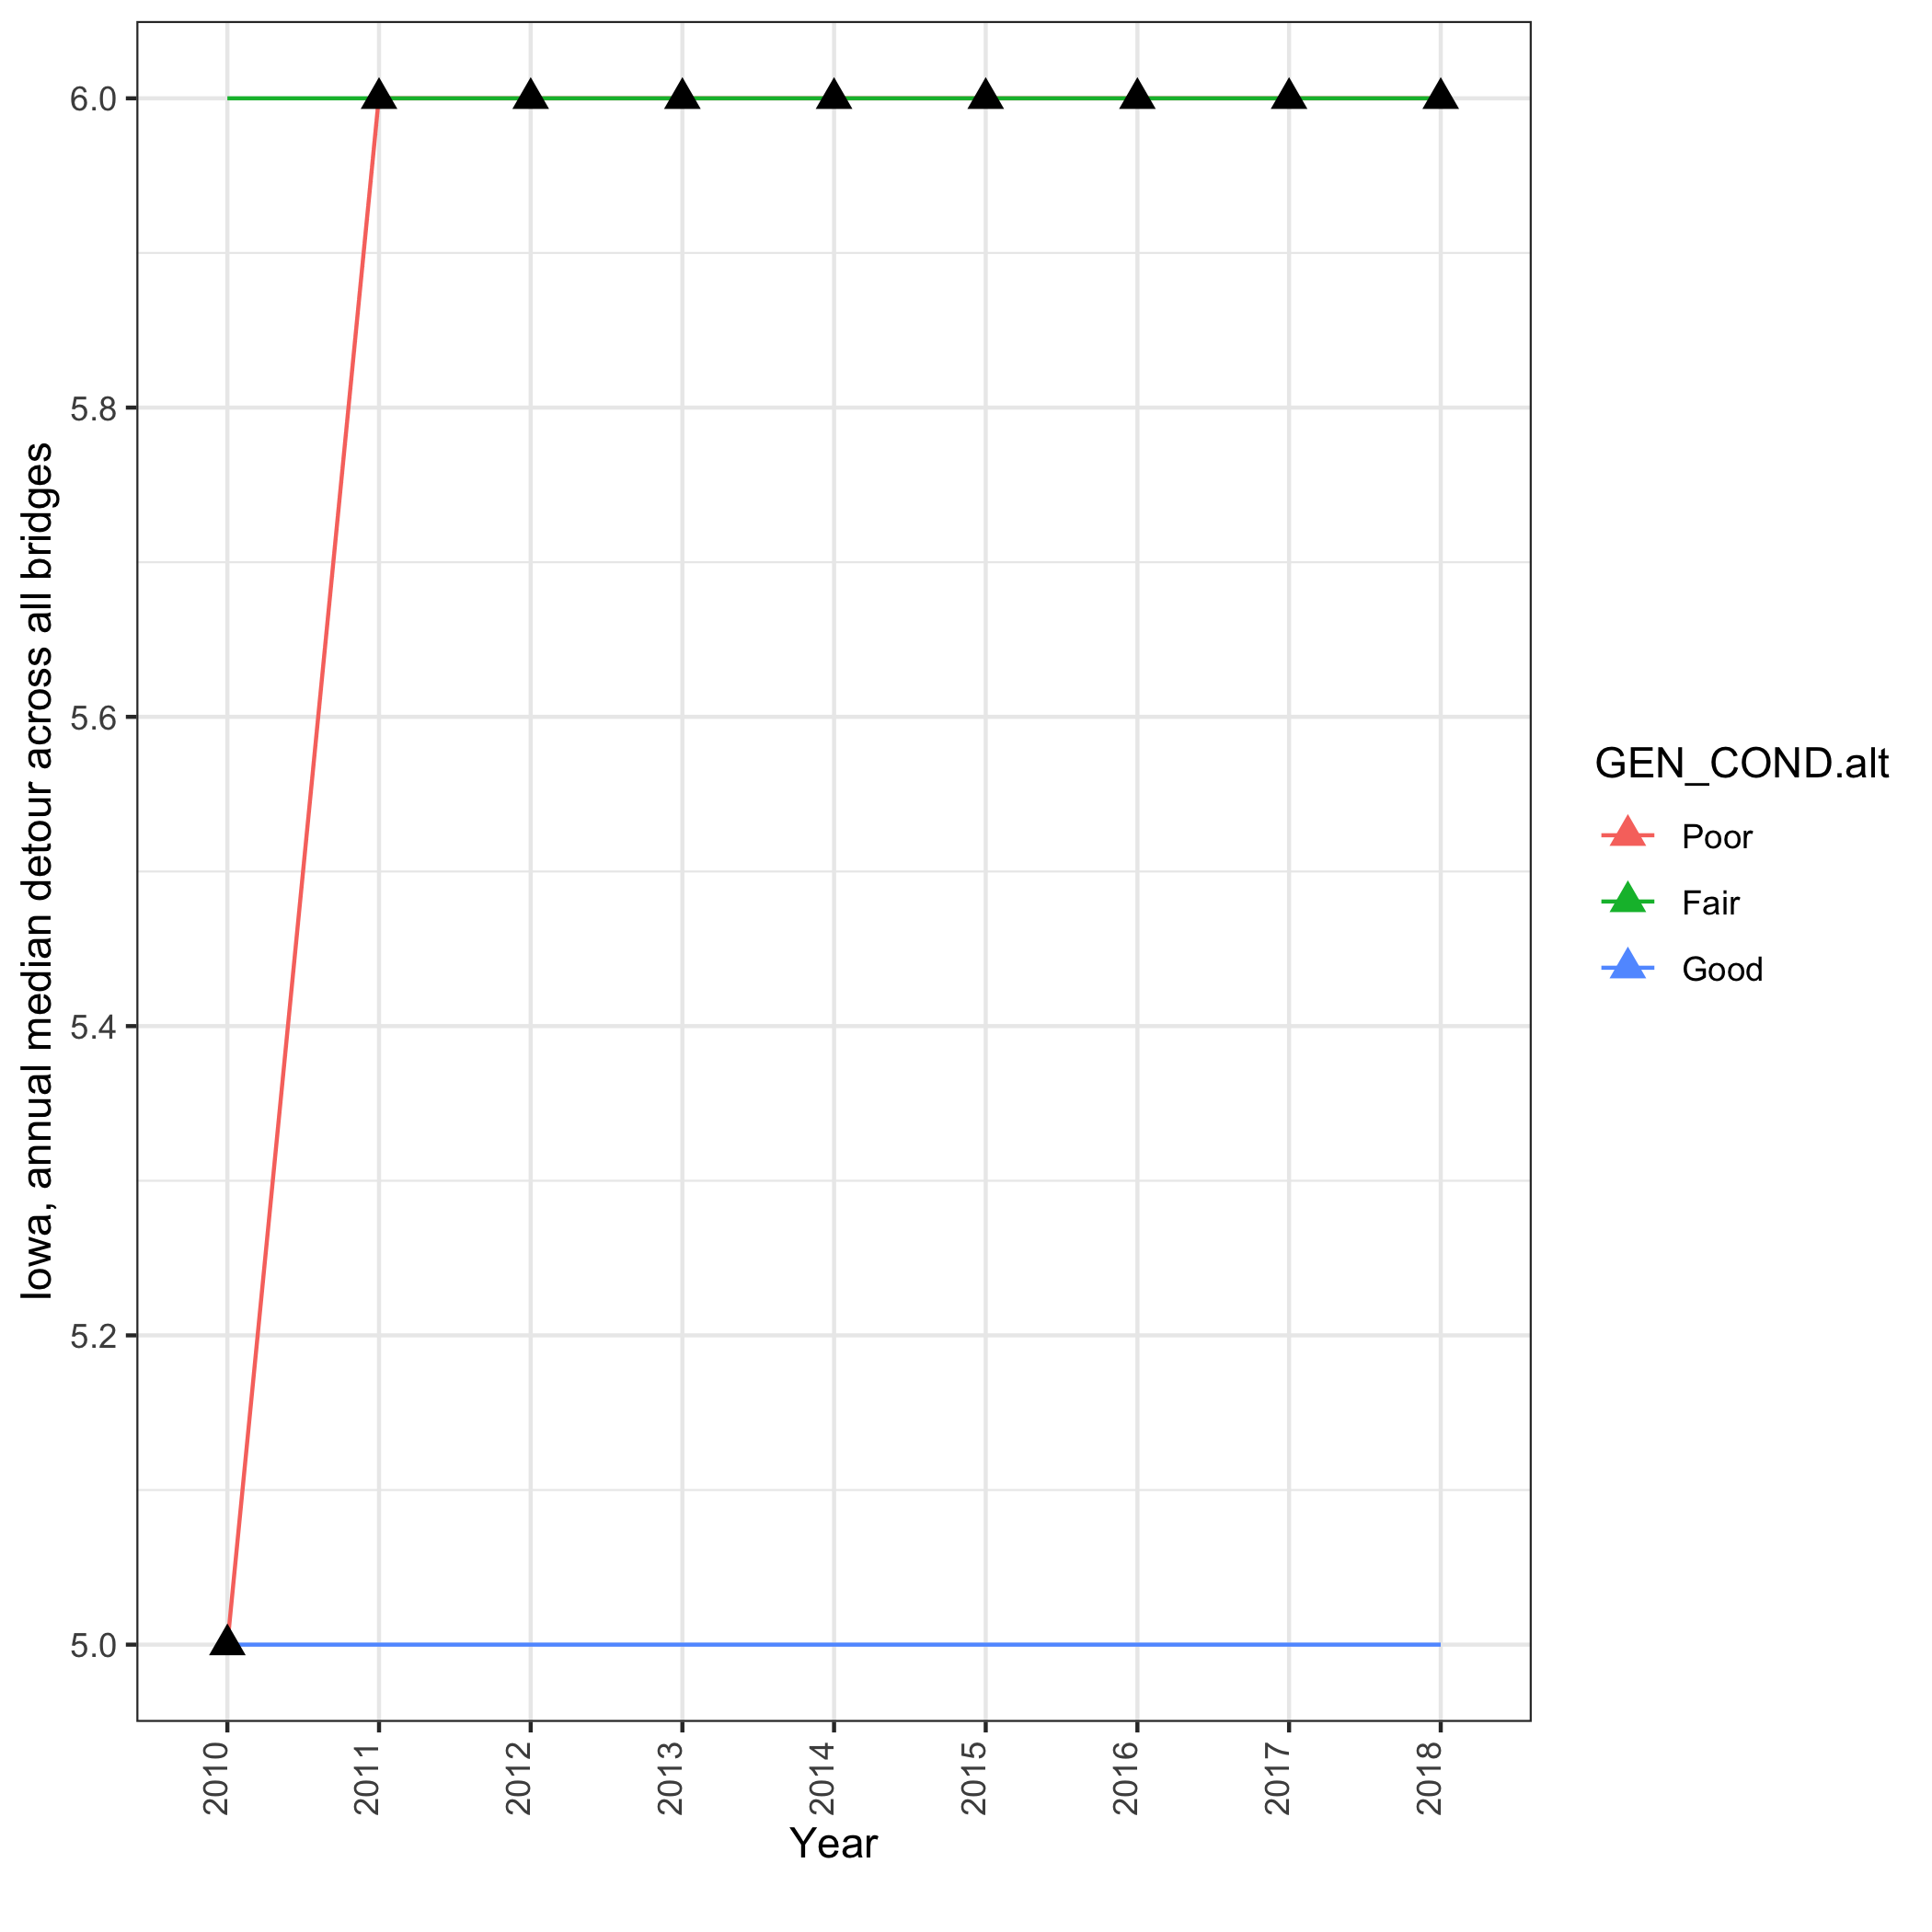 Iowa, annual median detour across all bridges
6.0
5.8
5.6
5.4
5.2
5.0
2010
2011
2012
2013
2014
2015
2016
2017
2018
Year
GEN_COND.alt
Poor
Fair
Good